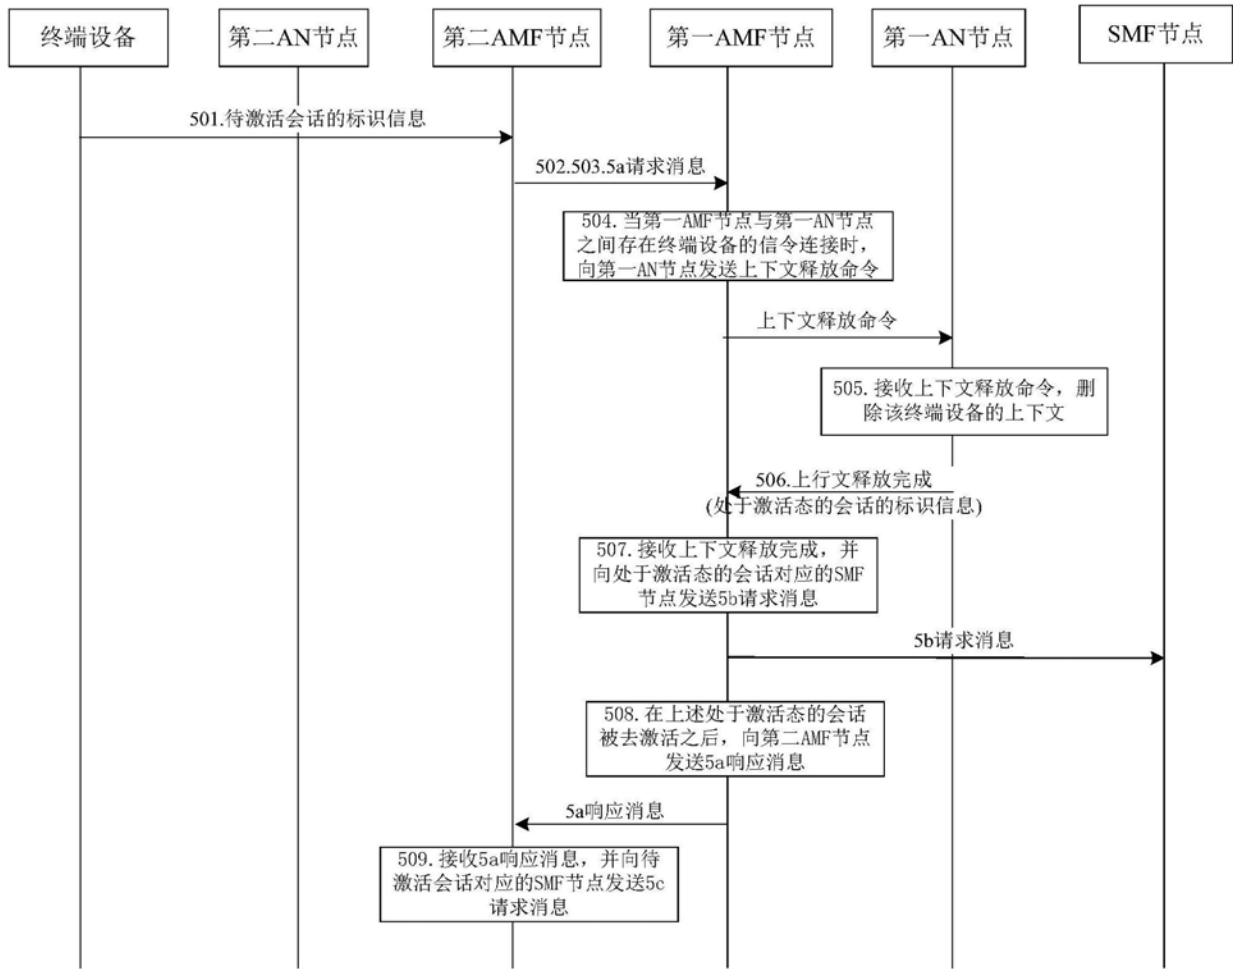 终端设备
第二AN节点
第二AMF节点
第一AMF节点
第一AN节点
SMF节点
501.待激活会话的标识信息
502.503.5a请求消息
504.当第一AMF节点与第一AN节点
之间存在终端设备的信令连接时，
向第一AN节点发送上下文释放命令
上下文释放命令
505.接收上下文释放命令，删
除该终端设备的上下文
506.上行文释放完成
(处于激活态的会话的标识信息)
507.接收上下文释放完成，并
向处于激活态的会话对应的SMF
节点发送5b请求消息
5b请求消息
508.在上述处于激活态的会话
被去激活之后，向第二AMF节点
发送5a响应消息
5a响应消息
509.接收5a响应消息，并向待
激活会话对应的SMF节点发送5c
请求消息